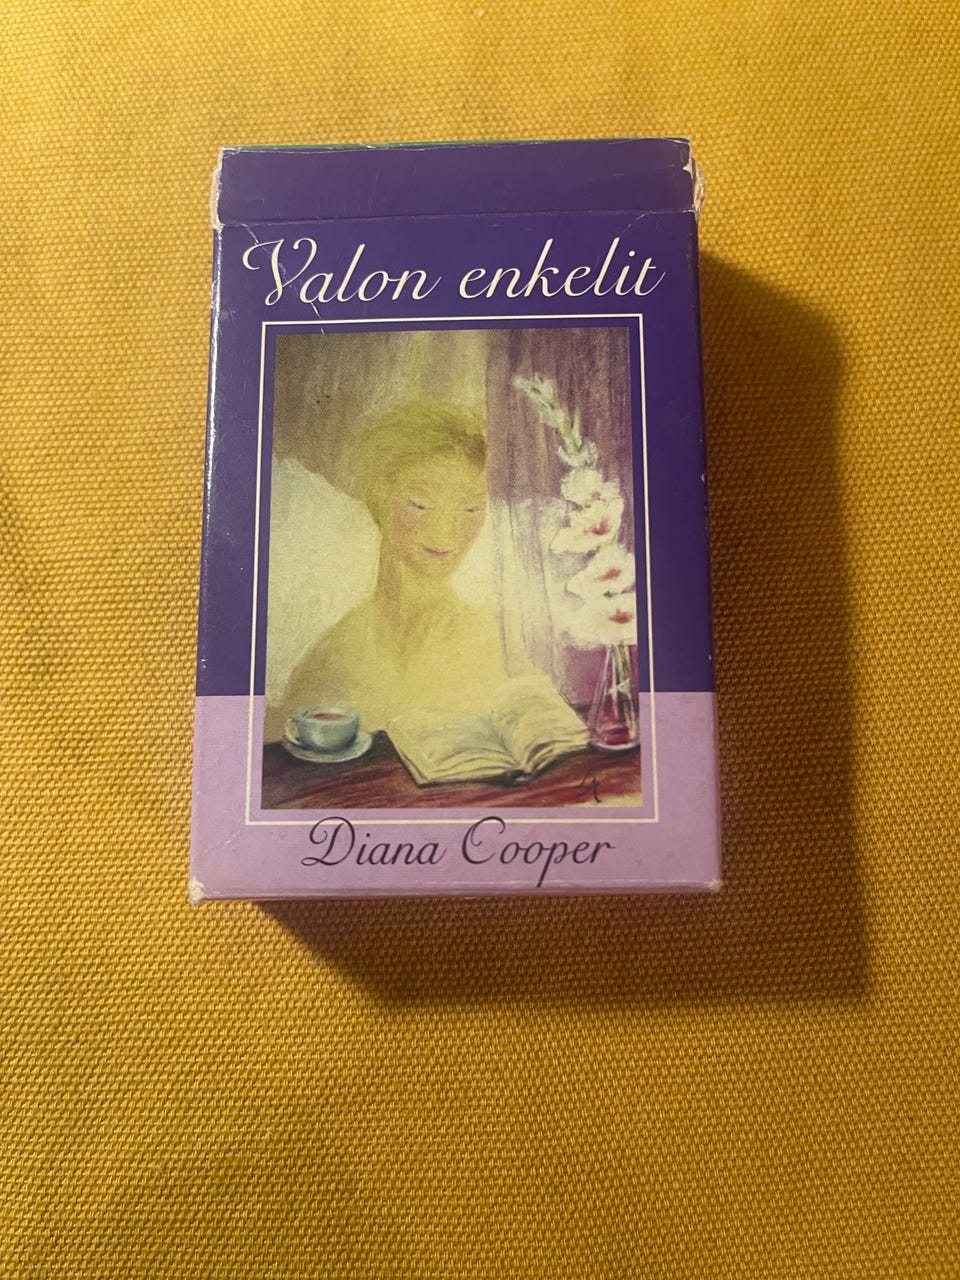 Valon enkelit
Diana Cooper